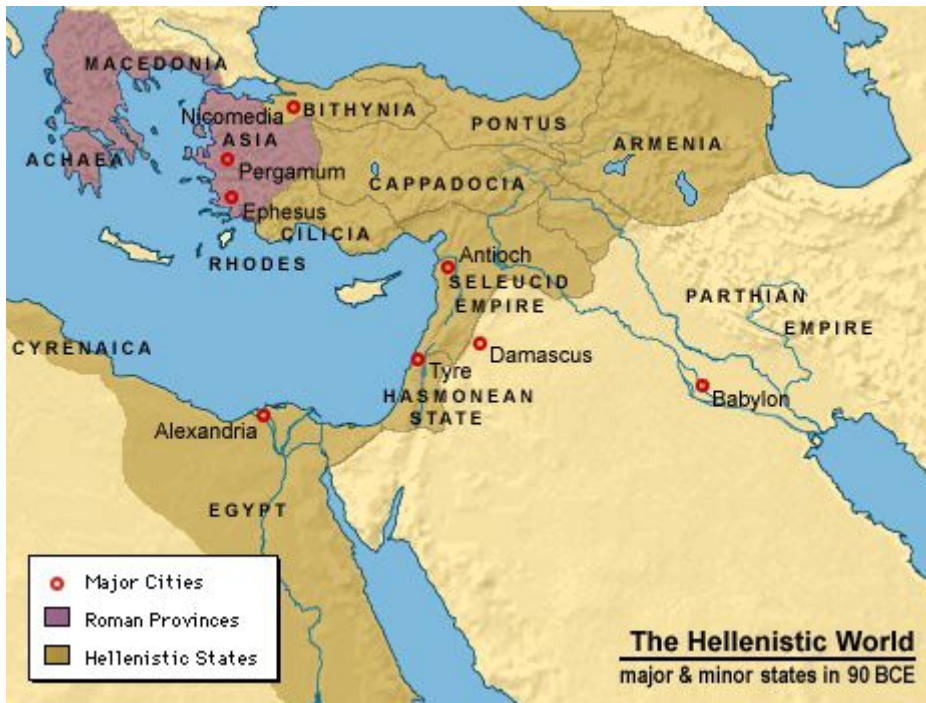 MACEDONIA
Nicomedia
BITHYNIA
PONTUS
ASIA
ARMENIA
ACHAEA
Pergamum
CAPPADOCIA
Ephesus
CILICIA
RHODES
Antioch
SELEUCID
EMPIRE
PARTHIAN
EMPIRE
CYRENAICA
Damascus
Tyre
HASMONEAN
STATE
Babylon
Alexandria
EGYPT
Major Cities
Roman Provinces
Hellenistic States
The Hellenistic World
major & minor states in 90 BCE